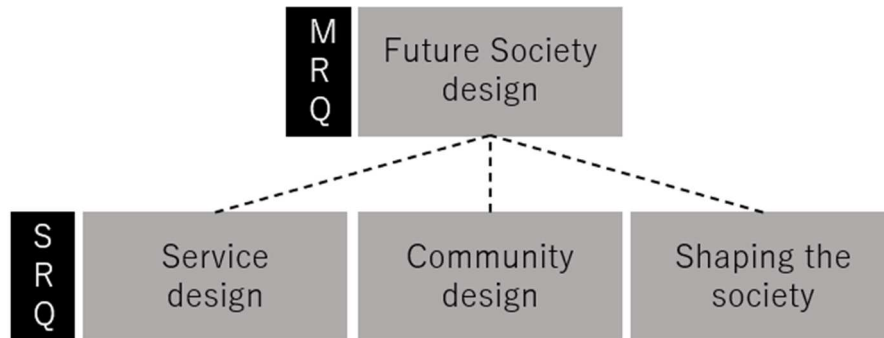 M
R
Q
Future Society
design
S
R
Q
Service
design
Community
design
Shaping the
society